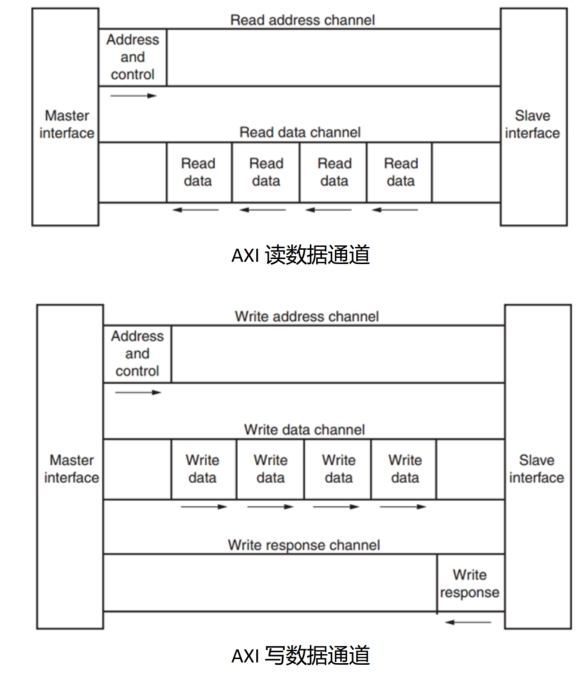 Read address channel
Address
and
control
Master
interface
Slave
interface
Read data channel
Read
data
Read
data
Read
data
Read
data
AXI 读数据通道
Write address channel
Address
and
control
Write data channel
Master
interface
Write
data
Write
data
Write
data
Write
data
Slave
interface
Write response channel
Write
response
AXI 写数据通道